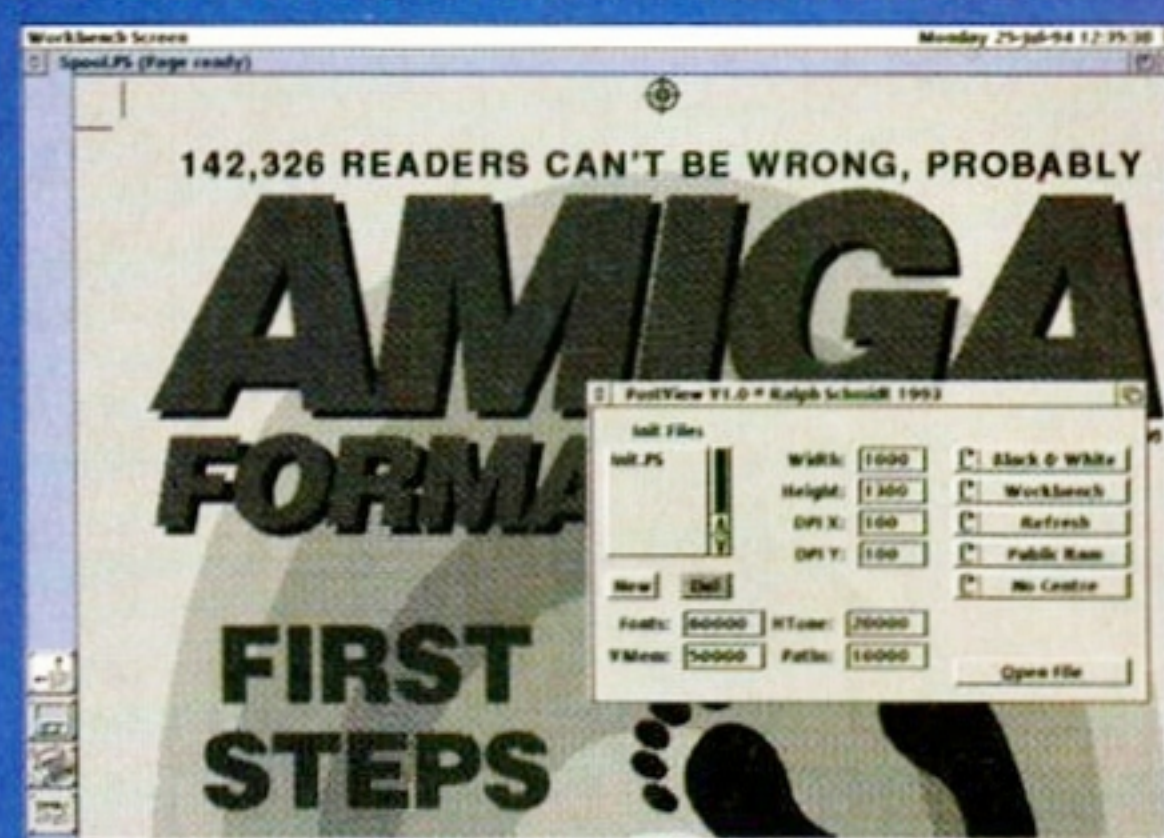 Workbench Screen
Monday 25-Jul-94 12:35:30
Spool.PS (Page ready)
142,326 READERS CAN'T BE WRONG, PROBABLY
AMIGA
FORMA
FIRST
STEPS
PostView V1.0 * Ralph Schmidt 1993
Init Files
Init.PS
Width: 1000
Height: 1300
DPI X: 100
DPI Y: 100
New
Del
Black & White
Workbench
Refresh
Public Ram
No Centre
Fonts: 60000
HTone: 20000
VMem: 50000
Path: 10000
Open File